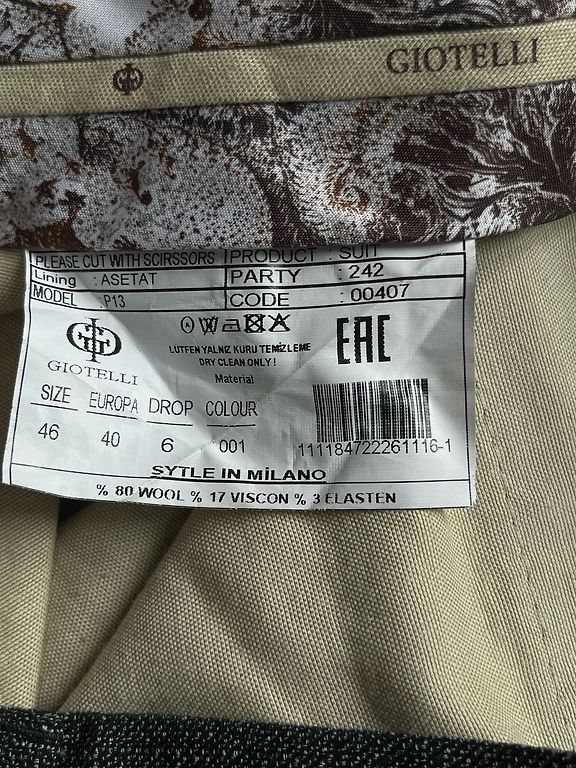 GIOTELLI
PLEASE CUT WITH SCIRSSORS PRODUCT : SUIT
Lining : ASETAT PARTY : 242
MODEL : P13 CODE : 00407
GIOTELLI
LUTFEN YALNIZ KURU TEMİZLEME
DRY CLEAN ONLY !
Material
EAC
SIZE EUROPA DROP COLOUR
46 40 6 001
111184722261116-1
SYTLE IN MİLANO
% 80 WOOL % 17 VISCON % 3 ELASTEN